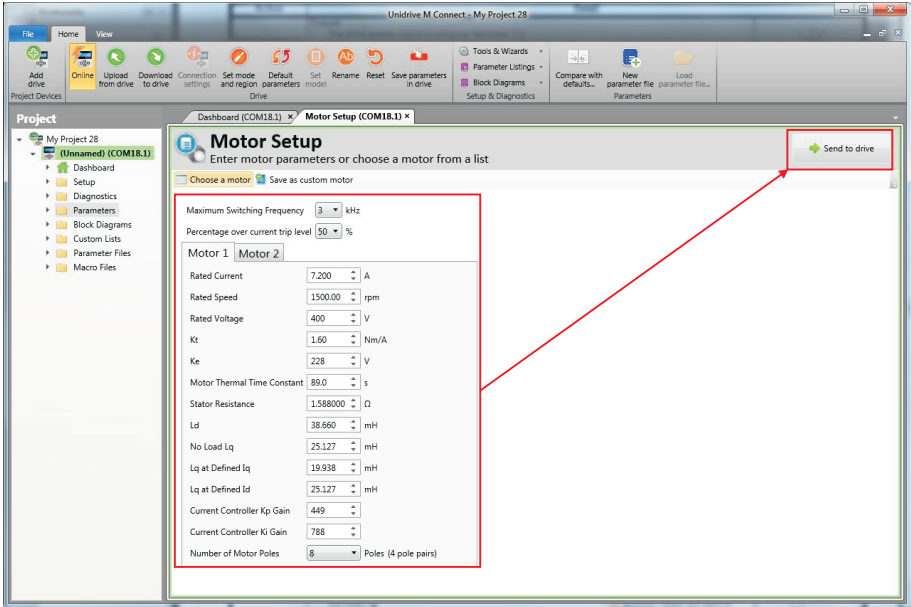 Unidrive M Connect - My Project 28
File Home View
Add drive
Online
Upload from drive
Download to drive
Connection settings
Set mode and region
Default parameters
Set model
Rename
Reset
Save parameters in drive
Tools & Wizards
Parameter Listings
Block Diagrams
Compare with defaults...
New parameter file
Load parameter file...
Project Devices
Drive
Setup & Diagnostics
Parameters
Project
My Project 28
(Unnamed) (COM18.1)
Dashboard
Setup
Diagnostics
Parameters
Block Diagrams
Custom Lists
Parameter Files
Macro Files
Dashboard (COM18.1) × Motor Setup (COM18.1) ×
Motor Setup
Enter motor parameters or choose a motor from a list
Send to drive
Choose a motor Save as custom motor
Maximum Switching Frequency 3 kHz
Percentage over current trip level 50 %
Motor 1 Motor 2
Rated Current 7.200 A
Rated Speed 1500.00 rpm
Rated Voltage 400 V
Kt 1.60 Nm/A
Ke 228 V
Motor Thermal Time Constant 89.0 s
Stator Resistance 1.588000 Ω
Ld 38.660 mH
No Load Lq 25.127 mH
Lq at Defined Iq 19.938 mH
Lq at Defined Id 25.127 mH
Current Controller Kp Gain 449
Current Controller Ki Gain 788
Number of Motor Poles 8 Poles (4 pole pairs)